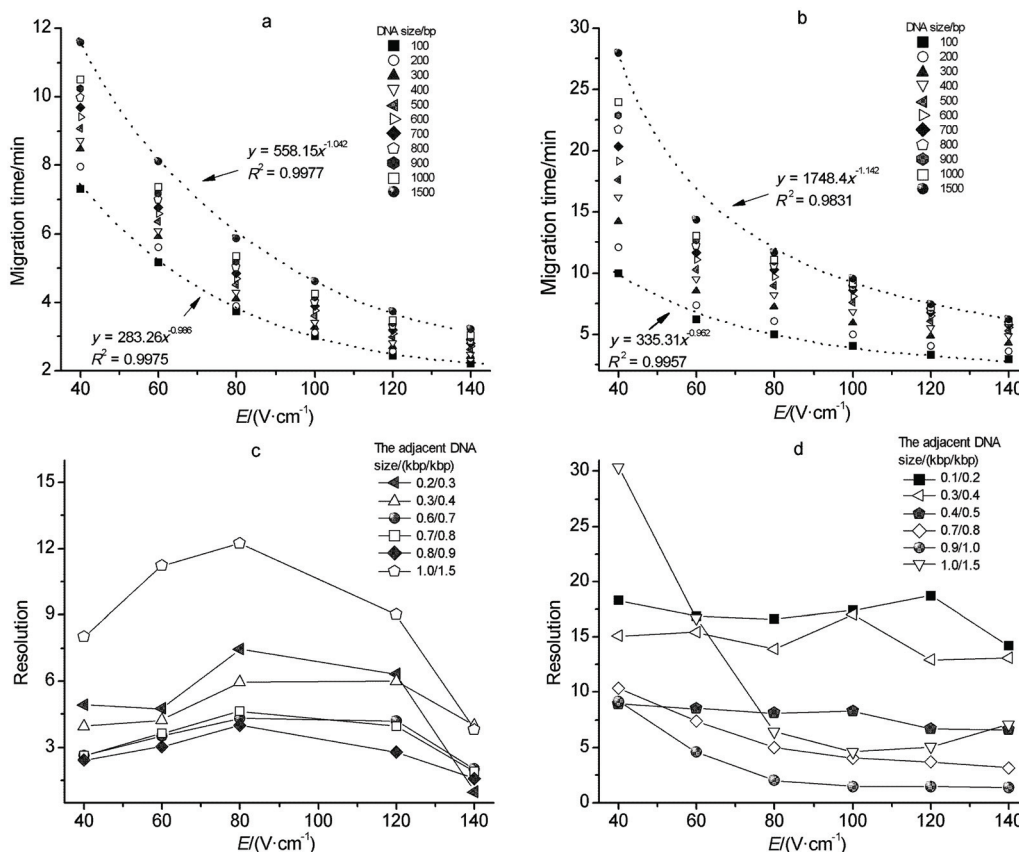 a
DNA size/bp
100
200
300
400
500
600
700
800
900
1000
1500
y = 558.15x^-1.042
R² = 0.9977
y = 283.26x^-0.986
R² = 0.9975
Migration time/min
12
10
8
6
4
2
40 60 80 100 120 140
E/(V·cm⁻¹)
b
DNA size/bp
100
200
300
400
500
600
700
800
900
1000
1500
y = 1748.4x^-1.142
R² = 0.9831
y = 335.31x^-0.962
R² = 0.9957
Migration time/min
30
25
20
15
10
5
40 60 80 100 120 140
E/(V·cm⁻¹)
c
The adjacent DNA
size/(kbp/kbp)
0.2/0.3
0.3/0.4
0.6/0.7
0.7/0.8
0.8/0.9
1.0/1.5
Resolution
15
12
9
6
3
40 60 80 100 120 140
E/(V·cm⁻¹)
d
The adjacent DNA
size/(kbp/kbp)
0.1/0.2
0.3/0.4
0.4/0.5
0.7/0.8
0.9/1.0
1.0/1.5
Resolution
30
25
20
15
10
5
0
40 60 80 100 120 140
E/(V·cm⁻¹)